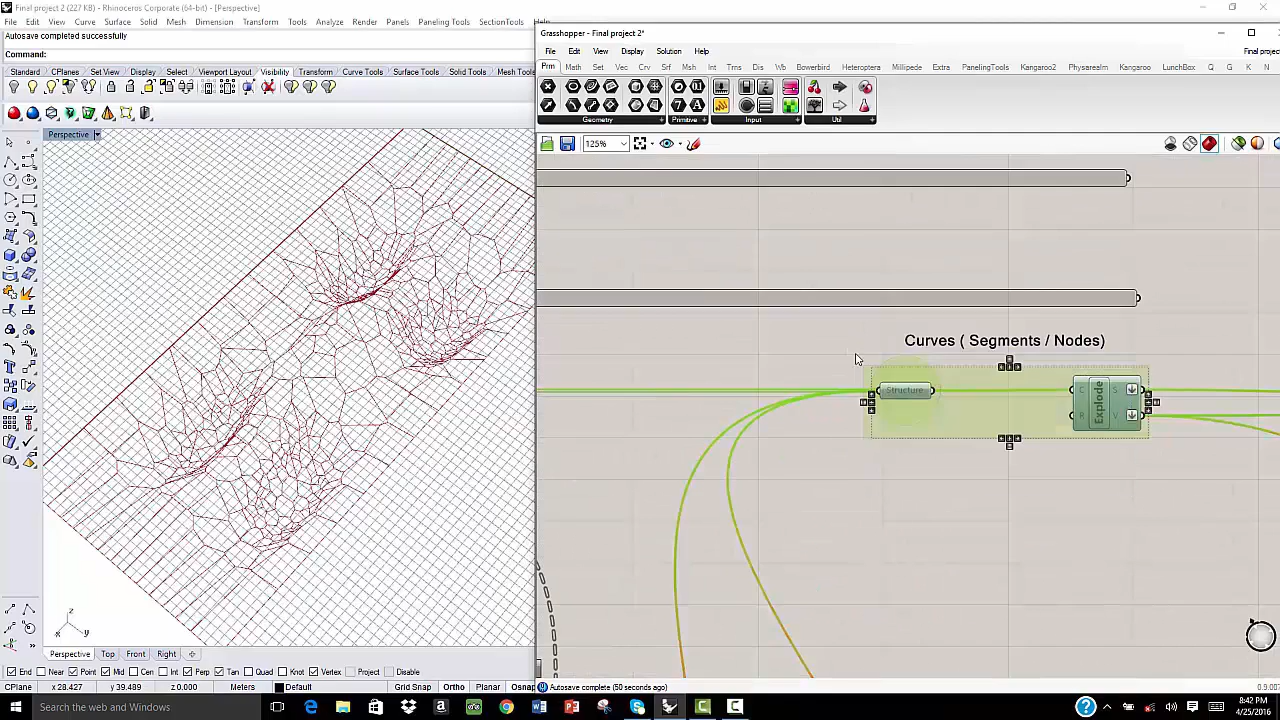 Final project 2 (227 KB) - Rhinoceros Corporate (64-bit) - [Perspective]
File Edit View Curve Surface Solid Mesh Dimension Transform Tools Analyze Render Panels Paneling Tools SectionTools
Autosave completed successfully
Command:
Standard CPlanes Set View Display Select Viewport Layout Visibility Transform Curve Tools Surface Tools Solid Tools Mesh Tools
Perspective
z
x y
Perspective Top Front Right
End Near Point Mid Cen Int Perp Tan Quad Knot Vertex Project Disable
CPlane x 28.427 y 39.489 z 0.000 Meters Default Grid Snap Ortho Planar Osnap
Grasshopper - Final project 2*
File Edit View Display Solution Help Final projec
Prm Math Set Vec Crv Srf Msh Int Trns Dis Wb Bowerbird Heteroptera Millipede Extra PanelingTools Kangaroo2 Physarealm Kangaroo LunchBox Q G K N
Geometry Primitive Input Util
125%
Curves ( Segments / Nodes)
Structure
C Explode S
R V
Autosave complete (50 seconds ago) 0.9.007
Search the web and Windows
8:42 PM
4/25/2016